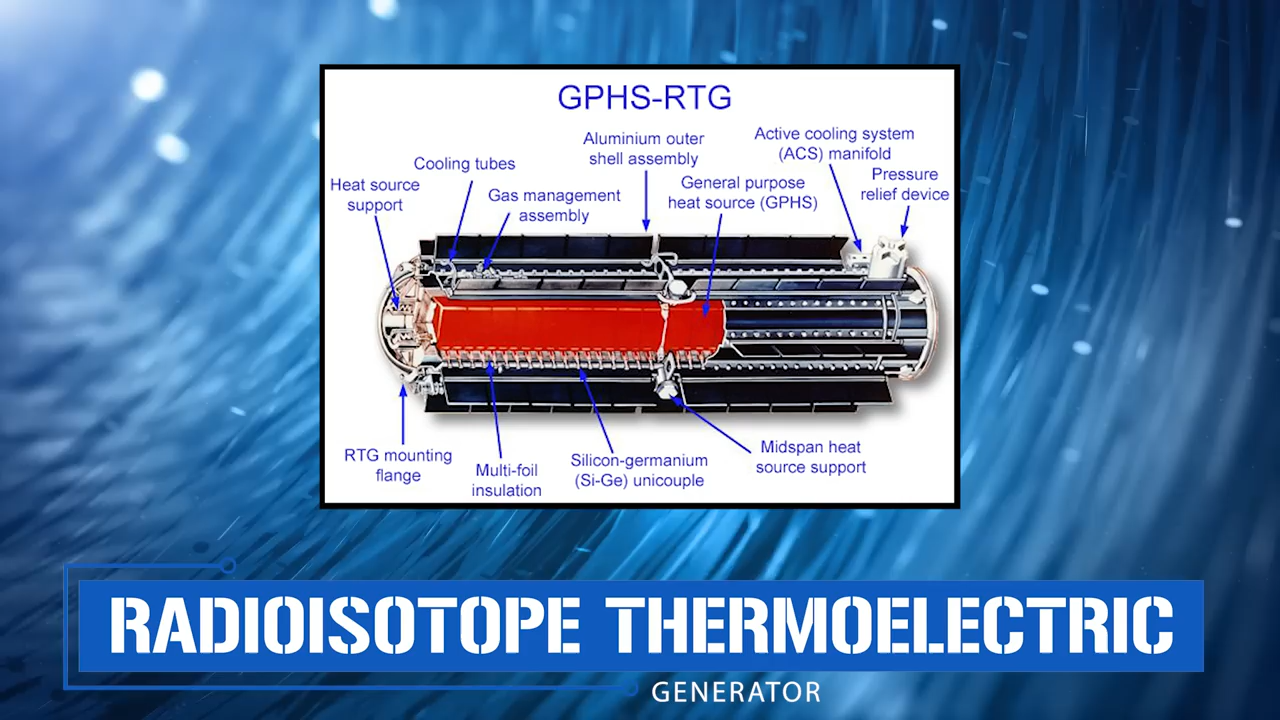 GPHS-RTG
Aluminium outer
shell assembly
Active cooling system
(ACS) manifold
Cooling tubes
Pressure
relief device
Heat source
support
Gas management
assembly
General purpose
heat source (GPHS)
RTG mounting
flange
Multi-foil
insulation
Silicon-germanium
(Si-Ge) unicouple
Midspan heat
source support
RADIOISOTOPE THERMOELECTRIC
GENERATOR